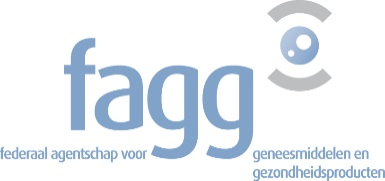 fagg
federaal agentschap voor geneesmiddelen en
gezondheidsproducten